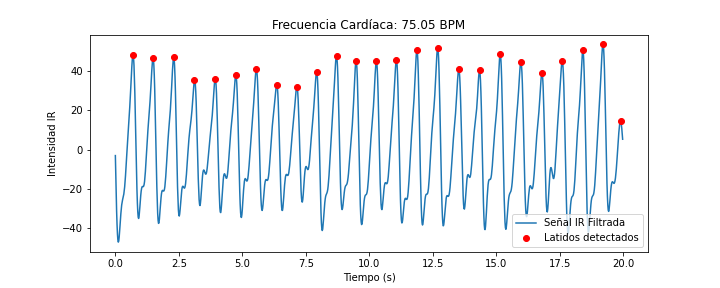 Frecuencia Cardíaca: 75.05 BPM
Intensidad IR
40
20
0
−20
−40
Señal IR Filtrada
Latidos detectados
0.0 2.5 5.0 7.5 10.0 12.5 15.0 17.5 20.0
Tiempo (s)